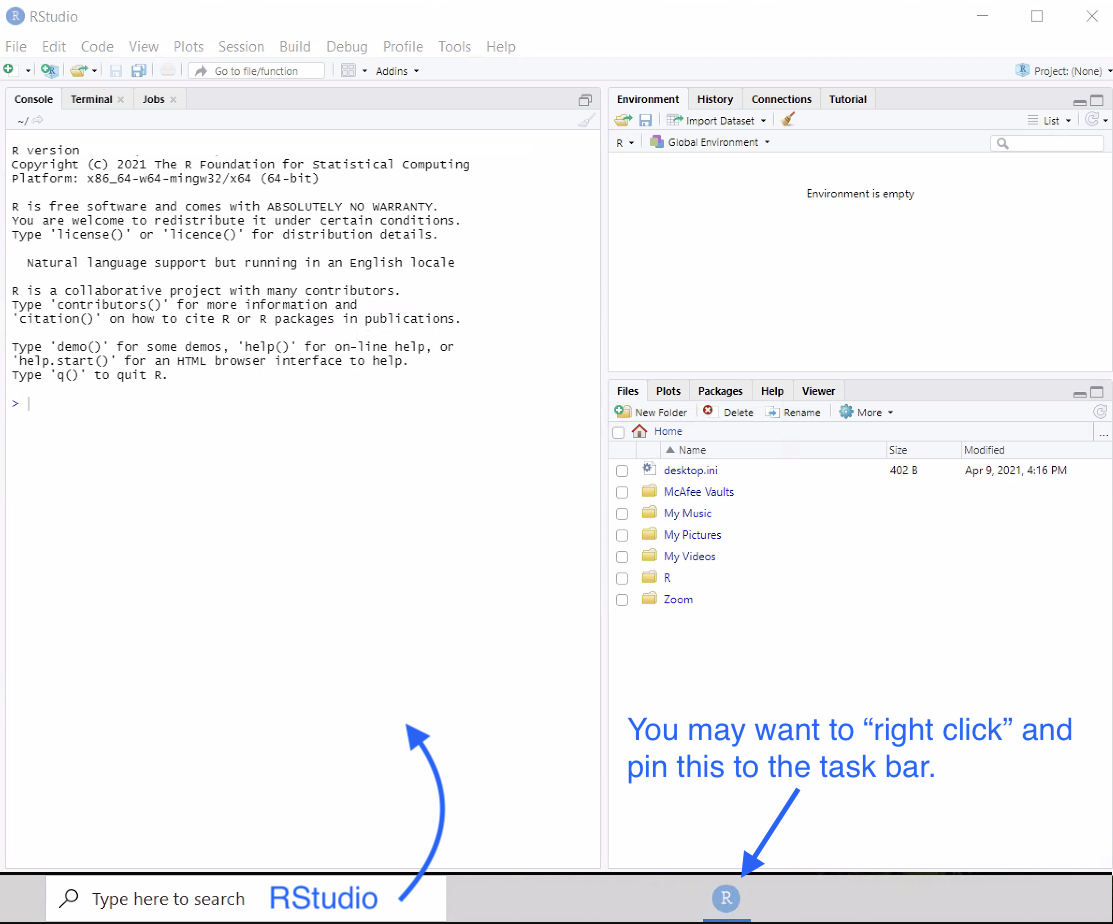 R RStudio
File Edit Code View Plots Session Build Debug Profile Tools Help
Go to file/function Addins R Project: (None)
Console Terminal Jobs
~/
R version
Copyright (C) 2021 The R Foundation for Statistical Computing
Platform: x86_64-w64-mingw32/x64 (64-bit)
R is free software and comes with ABSOLUTELY NO WARRANTY.
You are welcome to redistribute it under certain conditions.
Type 'license()' or 'licence()' for distribution details.
Natural language support but running in an English locale
R is a collaborative project with many contributors.
Type 'contributors()' for more information and
'citation()' on how to cite R or R packages in publications.
Type 'demo()' for some demos, 'help()' for on-line help, or
'help.start()' for an HTML browser interface to help.
Type 'q()' to quit R.
>
Environment History Connections Tutorial
Import Dataset List
R Global Environment
Environment is empty
Files Plots Packages Help Viewer
New Folder Delete Rename More
Home ...
Name Size Modified
desktop.ini 402 B Apr 9, 2021, 4:16 PM
McAfee Vaults
My Music
My Pictures
My Videos
R
Zoom
You may want to “right click” and
pin this to the task bar.
Type here to search RStudio R